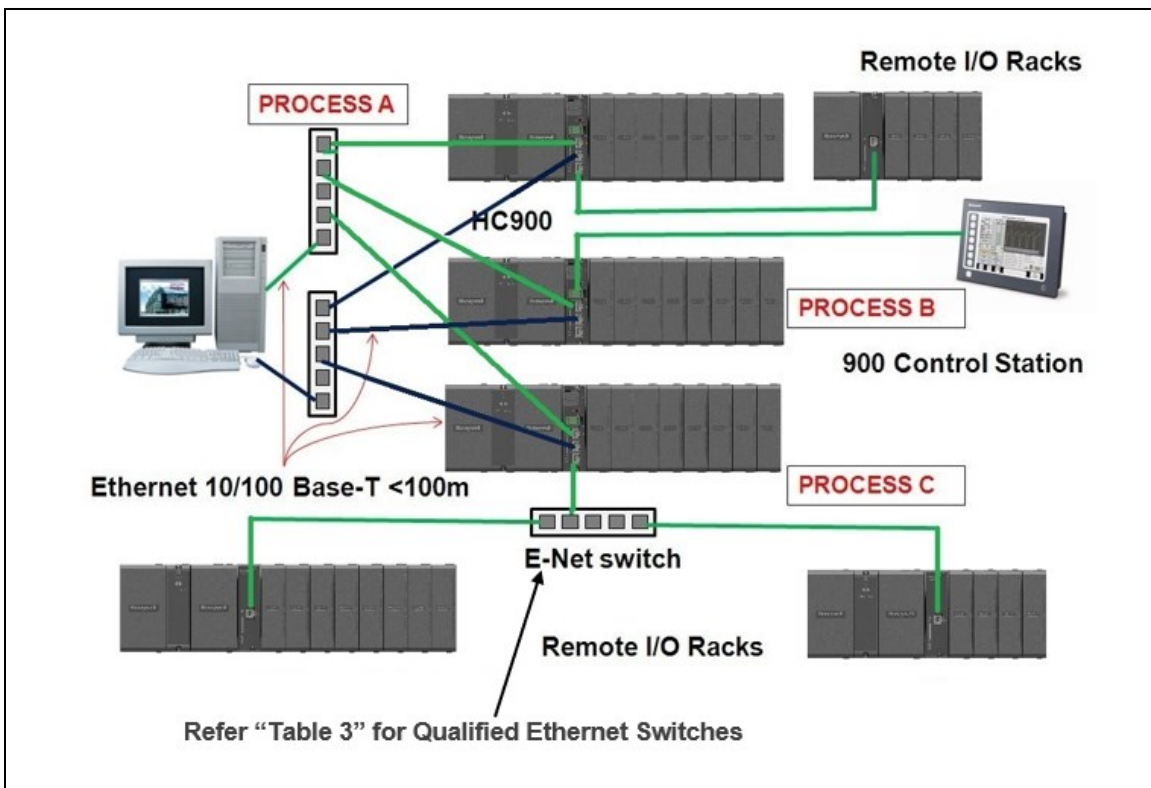 Remote I/O Racks
PROCESS A
HC900
PROCESS B
900 Control Station
Ethernet 10/100 Base-T <100m
PROCESS C
E-Net switch
Remote I/O Racks
Refer “Table 3” for Qualified Ethernet Switches